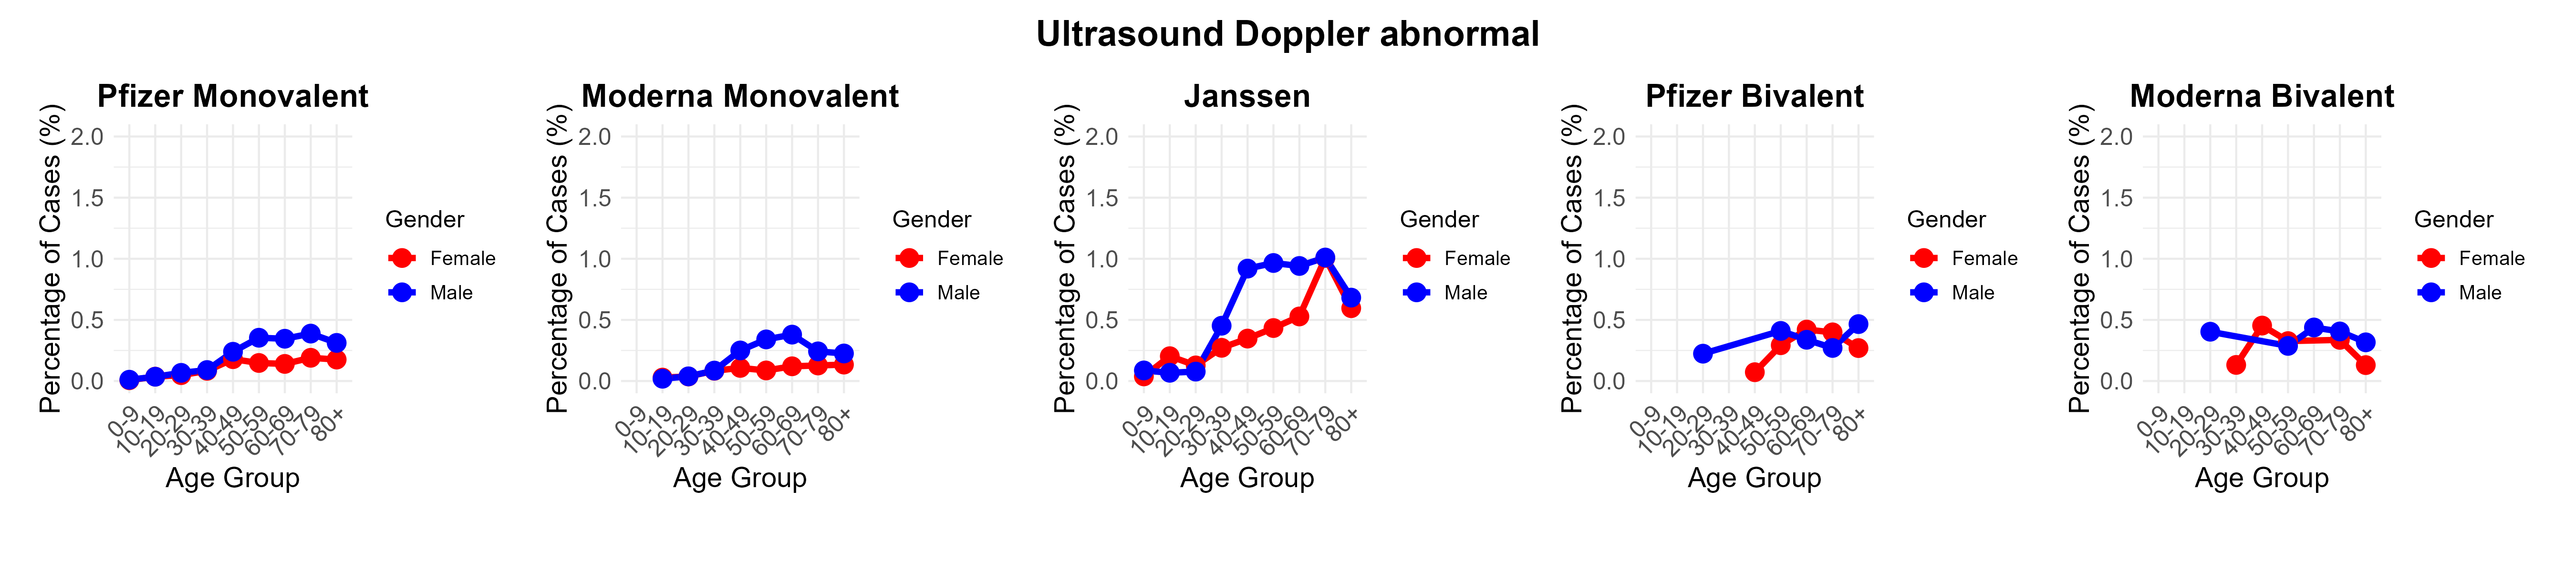 Ultrasound Doppler abnormal
Pfizer Monovalent
Percentage of Cases (%)
2.0
1.5
1.0
0.5
0.0
0-9
10-19
20-29
30-39
40-49
50-59
60-69
70-79
80+
Age Group
Gender
Female
Male
Moderna Monovalent
Percentage of Cases (%)
2.0
1.5
1.0
0.5
0.0
0-9
10-19
20-29
30-39
40-49
50-59
60-69
70-79
80+
Age Group
Gender
Female
Male
Janssen
Percentage of Cases (%)
2.0
1.5
1.0
0.5
0.0
0-9
10-19
20-29
30-39
40-49
50-59
60-69
70-79
80+
Age Group
Gender
Female
Male
Pfizer Bivalent
Percentage of Cases (%)
2.0
1.5
1.0
0.5
0.0
0-9
10-19
20-29
30-39
40-49
50-59
60-69
70-79
80+
Age Group
Gender
Female
Male
Moderna Bivalent
Percentage of Cases (%)
2.0
1.5
1.0
0.5
0.0
0-9
10-19
20-29
30-39
40-49
50-59
60-69
70-79
80+
Age Group
Gender
Female
Male